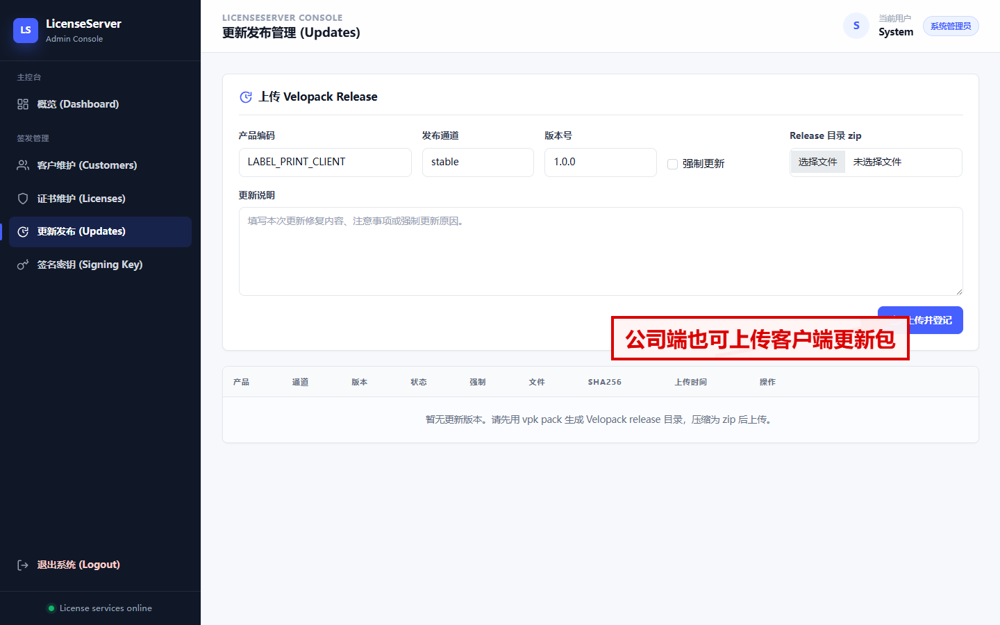 LS
LicenseServer
Admin Console
主控台
概览 (Dashboard)
签发管理
客户维护 (Customers)
证书维护 (Licenses)
更新发布 (Updates)
签名密钥 (Signing Key)
退出系统 (Logout)
License services online
LICENSESERVER CONSOLE
更新发布管理 (Updates)
S
当前用户
System
系统管理员
上传 Velopack Release
产品编码
发布通道
版本号
Release 目录 zip
LABEL_PRINT_CLIENT
stable
1.0.0
强制更新
选择文件 未选择文件
更新说明
填写本次更新修复内容、注意事项或强制更新原因。
上传并登记
公司端也可上传客户端更新包
产品 通道 版本 状态 强制 文件 SHA256 上传时间 操作
暂无更新版本。请先用 vpk pack 生成 Velopack release 目录，压缩为 zip 后上传。